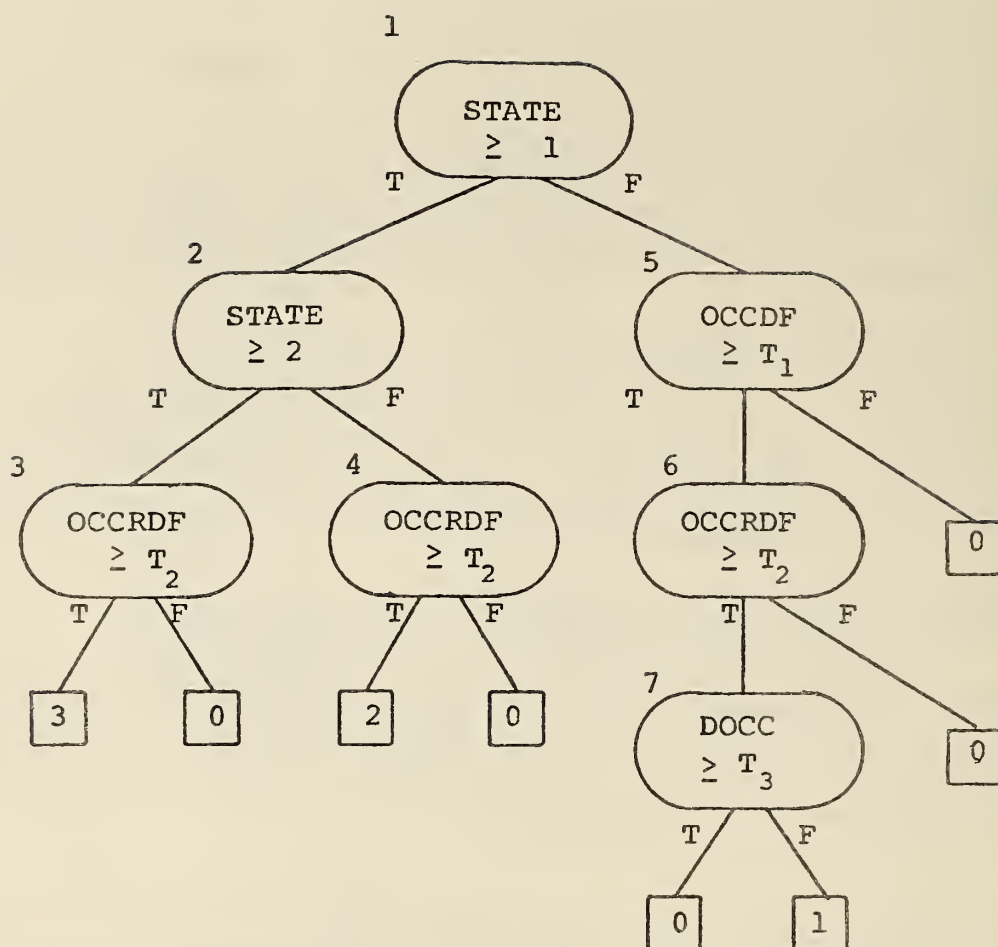 1
STATE
≥ 1
T F
2
STATE
≥ 2
T F
5
OCCDF
≥ T1
T F
3
OCCRDF
≥ T2
T F
4
OCCRDF
≥ T2
T F
6
OCCRDF
≥ T2
T F
0
3
0
2
0
7
DOCC
≥ T3
T F
0
0
1